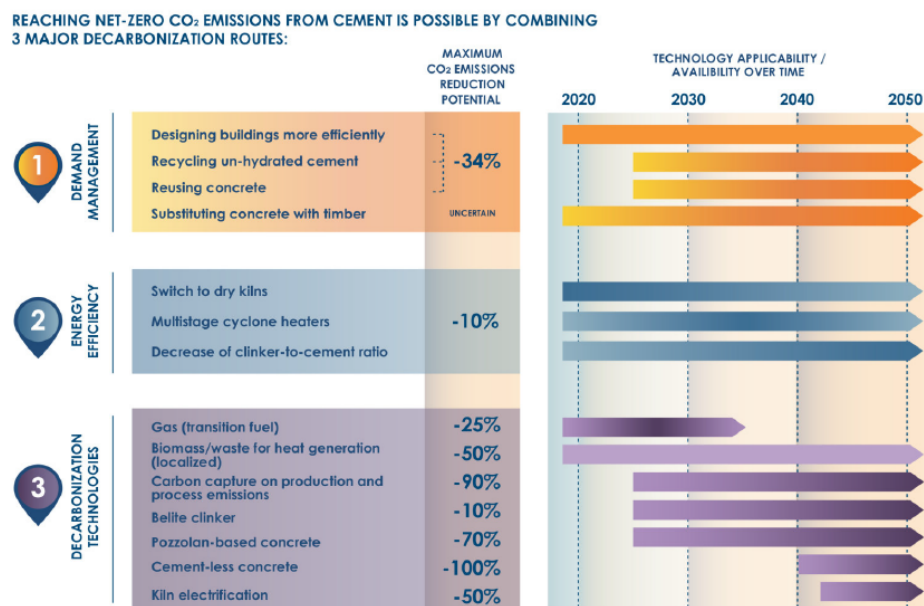 REACHING NET-ZERO CO₂ EMISSIONS FROM CEMENT IS POSSIBLE BY COMBINING
3 MAJOR DECARBONIZATION ROUTES:
MAXIMUM
CO₂ EMISSIONS
REDUCTION
POTENTIAL
TECHNOLOGY APPLICABILITY /
AVAILIBILITY OVER TIME
2020 2030 2040 2050
1
DEMAND
MANAGEMENT
Designing buildings more efficiently
Recycling un-hydrated cement
-34%
Reusing concrete
Substituting concrete with timber UNCERTAIN
2
ENERGY
EFFICIENCY
Switch to dry kilns
Multistage cyclone heaters -10%
Decrease of clinker-to-cement ratio
3
DECARBONIZATION
TECHNOLOGIES
Gas (transition fuel) -25%
Biomass/waste for heat generation
(localized) -50%
Carbon capture on production and
process emissions -90%
Belite clinker -10%
Pozzolan-based concrete -70%
Cement-less concrete -100%
Kiln electrification -50%